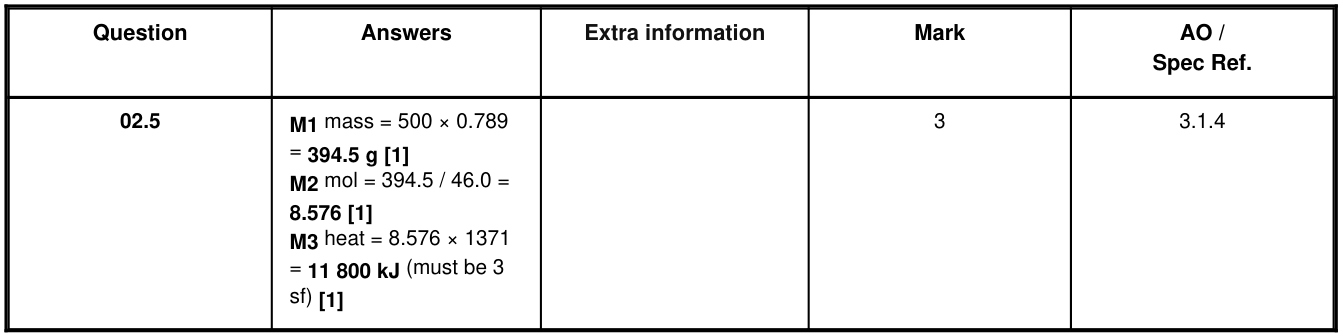 Question Answers Extra information Mark AO /
Spec Ref.
02.5 M1 mass = 500 × 0.789 3 3.1.4
= 394.5 g [1]
M2 mol = 394.5 / 46.0 =
8.576 [1]
M3 heat = 8.576 × 1371
= 11 800 kJ (must be 3
sf) [1]